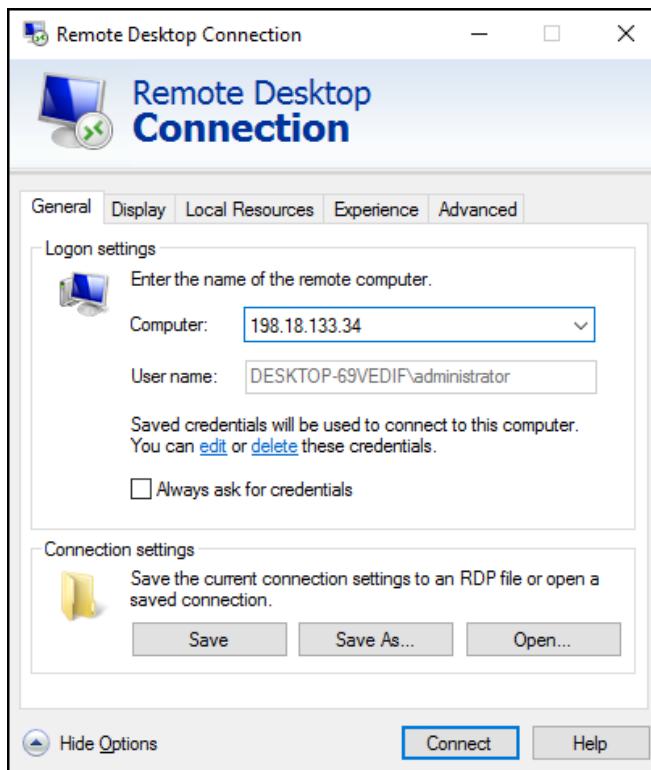 Remote Desktop Connection
Remote Desktop
Connection
General Display Local Resources Experience Advanced
Logon settings
Enter the name of the remote computer.
Computer: 198.18.133.34
User name: DESKTOP-69VEDIF\administrator
Saved credentials will be used to connect to this computer.
You can edit or delete these credentials.
Always ask for credentials
Connection settings
Save the current connection settings to an RDP file or open a
saved connection.
Save Save As... Open...
Hide Options Connect Help